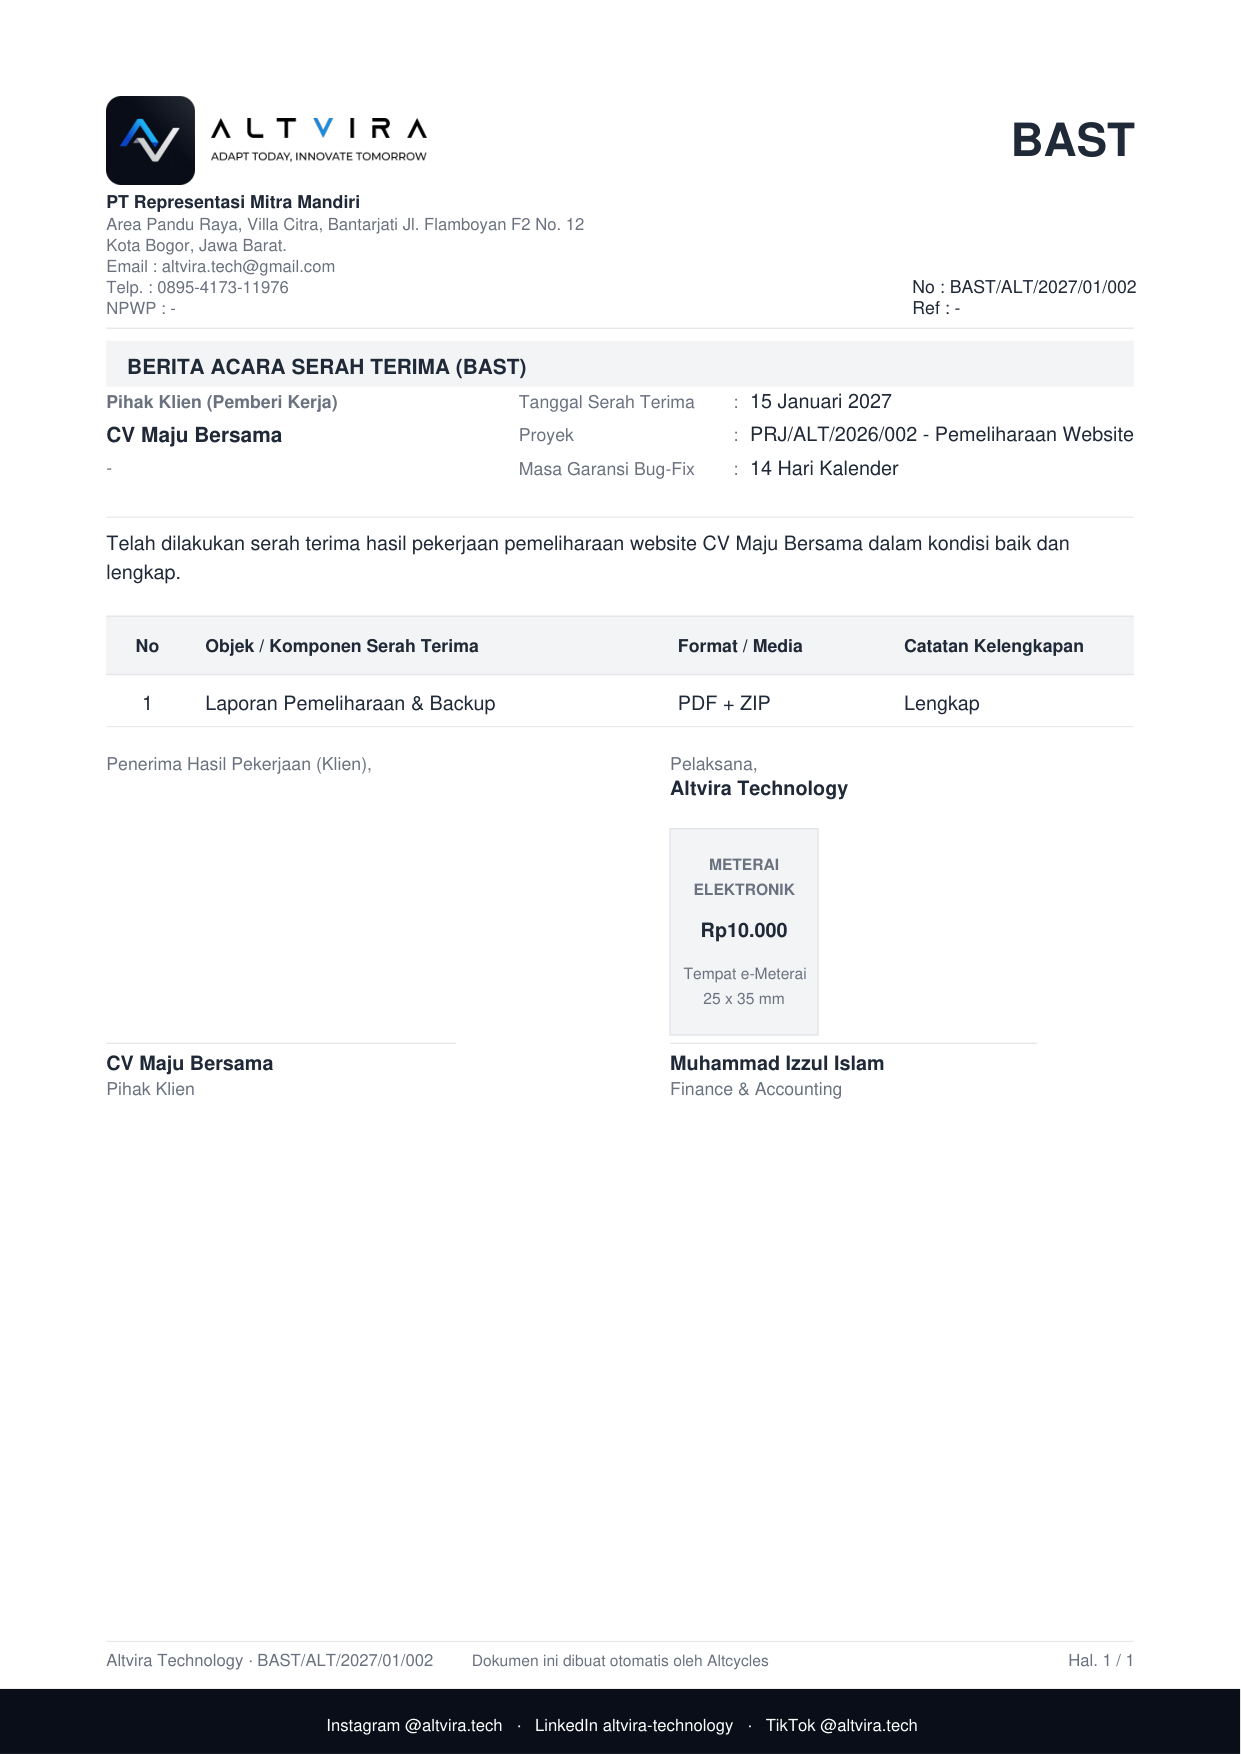 ALTVIRA
ADAPT TODAY, INNOVATE TOMORROW
BAST
PT Representasi Mitra Mandiri
Area Pandu Raya, Villa Citra, Bantarjati Jl. Flamboyan F2 No. 12
Kota Bogor, Jawa Barat.
Email : altvira.tech@gmail.com
Telp. : 0895-4173-11976
NPWP : -
No : BAST/ALT/2027/01/002
Ref : -
BERITA ACARA SERAH TERIMA (BAST)
Pihak Klien (Pemberi Kerja)
CV Maju Bersama
-
Tanggal Serah Terima : 15 Januari 2027
Proyek : PRJ/ALT/2026/002 - Pemeliharaan Website
Masa Garansi Bug-Fix : 14 Hari Kalender
Telah dilakukan serah terima hasil pekerjaan pemeliharaan website CV Maju Bersama dalam kondisi baik dan
lengkap.
No Objek / Komponen Serah Terima Format / Media Catatan Kelengkapan
1 Laporan Pemeliharaan & Backup PDF + ZIP Lengkap
Penerima Hasil Pekerjaan (Klien),
CV Maju Bersama
Pihak Klien
Pelaksana,
Altvira Technology
METERAI
ELEKTRONIK
Rp10.000
Tempat e-Meterai
25 x 35 mm
Muhammad Izzul Islam
Finance & Accounting
Altvira Technology · BAST/ALT/2027/01/002 Dokumen ini dibuat otomatis oleh Altcycles Hal. 1 / 1
Instagram @altvira.tech · LinkedIn altvira-technology · TikTok @altvira.tech